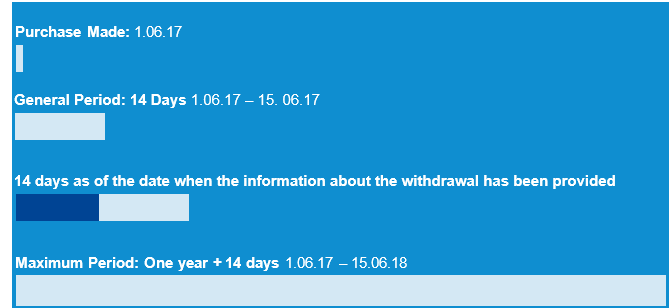 Purchase Made: 1.06.17
General Period: 14 Days 1.06.17 – 15. 06.17
14 days as of the date when the information about the withdrawal has been provided
Maximum Period: One year + 14 days 1.06.17 – 15.06.18